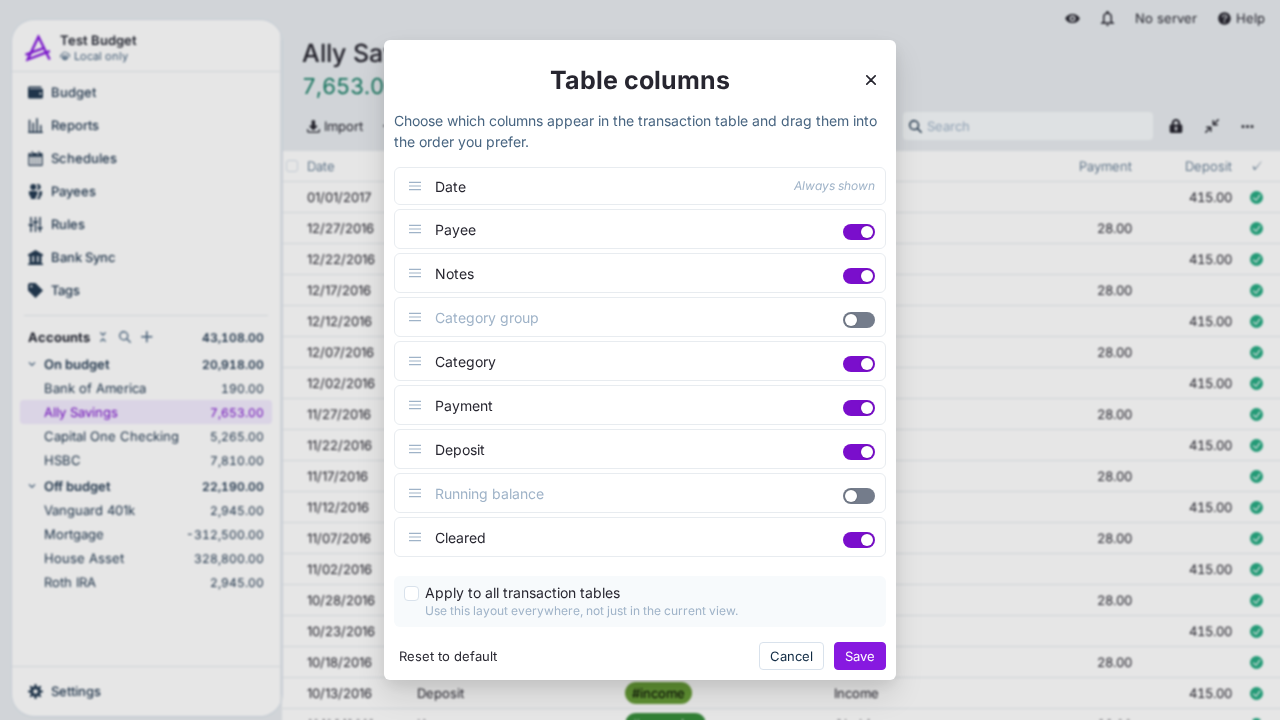 Test Budget
Local only
Budget
Reports
Schedules
Payees
Rules
Bank Sync
Tags
Accounts 43,108.00
On budget 20,918.00
Bank of America 190.00
Ally Savings 7,653.00
Capital One Checking 5,265.00
HSBC 7,810.00
Off budget 22,190.00
Vanguard 401k 2,945.00
Mortgage -312,500.00
House Asset 328,800.00
Roth IRA 2,945.00
Settings
No server Help
Ally Sa
7,653.0
Import Search
Date Payment Deposit ✓
01/01/2017 415.00
12/27/2016 28.00
12/22/2016 415.00
12/17/2016 28.00
12/12/2016 415.00
12/07/2016 28.00
12/02/2016 415.00
11/27/2016 28.00
11/22/2016 415.00
11/17/2016 28.00
11/12/2016 415.00
11/07/2016 28.00
11/02/2016 415.00
10/28/2016 28.00
10/23/2016 415.00
10/18/2016 28.00
10/13/2016 Deposit #income Income 415.00
Table columns
Choose which columns appear in the transaction table and drag them into
the order you prefer.
Date Always shown
Payee
Notes
Category group
Category
Payment
Deposit
Running balance
Cleared
Apply to all transaction tables
Use this layout everywhere, not just in the current view.
Reset to default Cancel Save